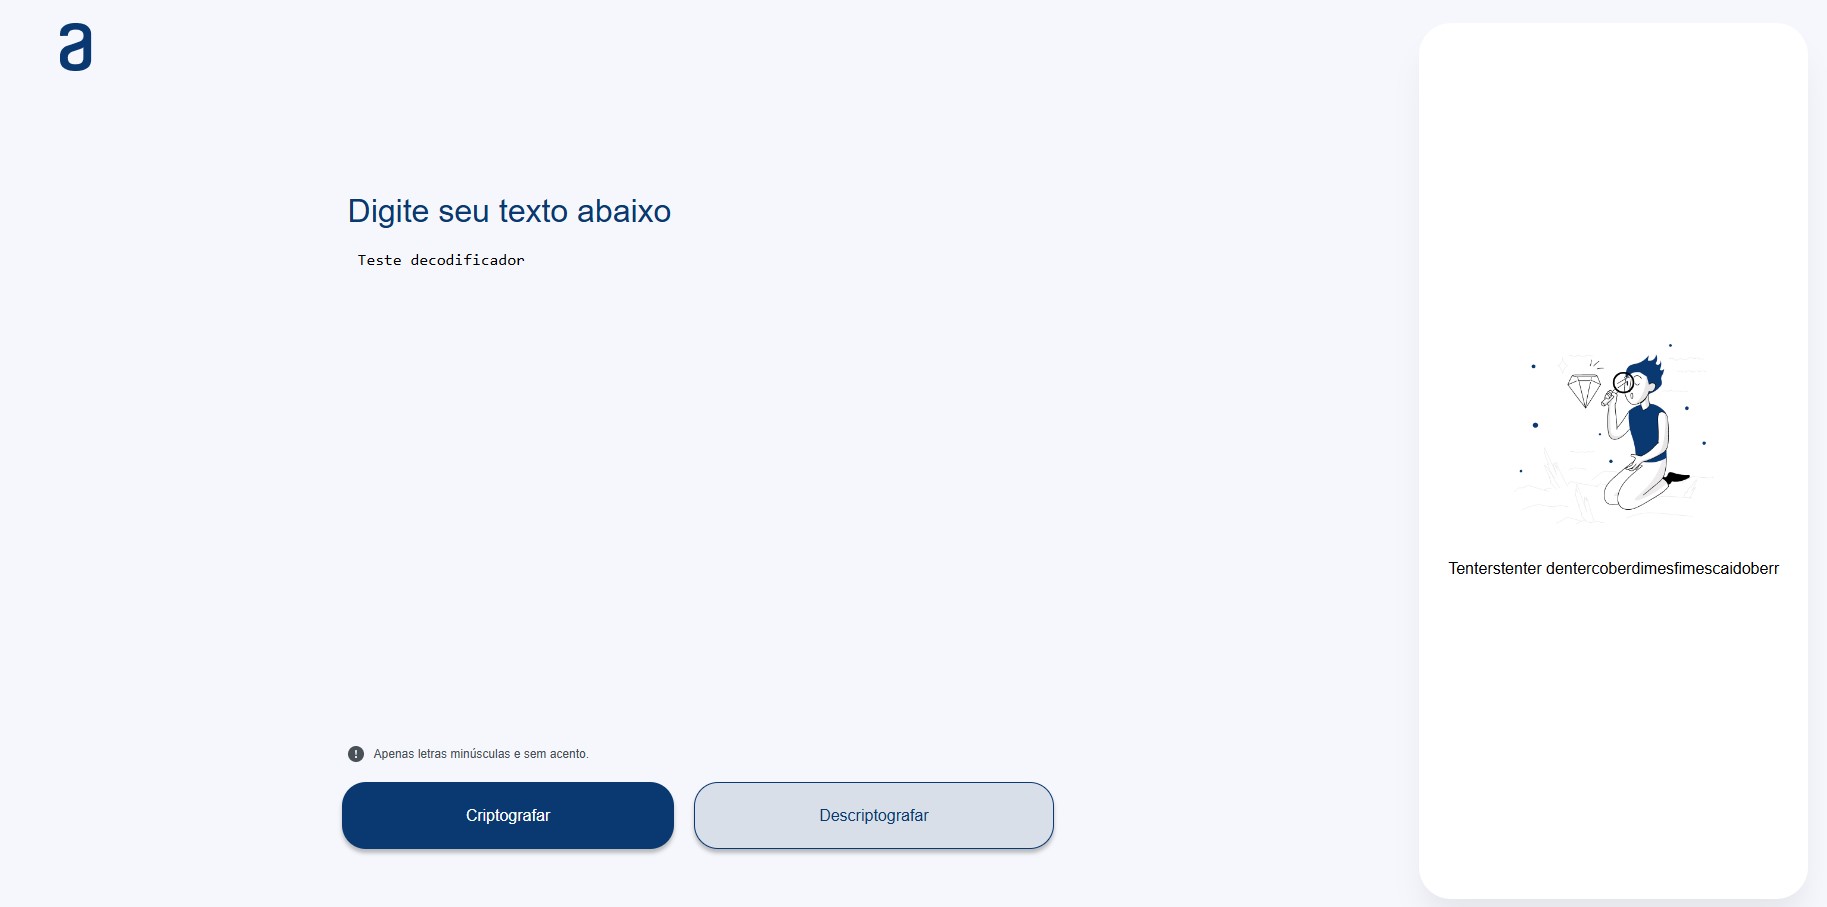 a
Digite seu texto abaixo
Teste decodificador
Tenterstenter dentercoberdimesfimescaidoberr
! Apenas letras minúsculas e sem acento.
Criptografar
Descriptografar